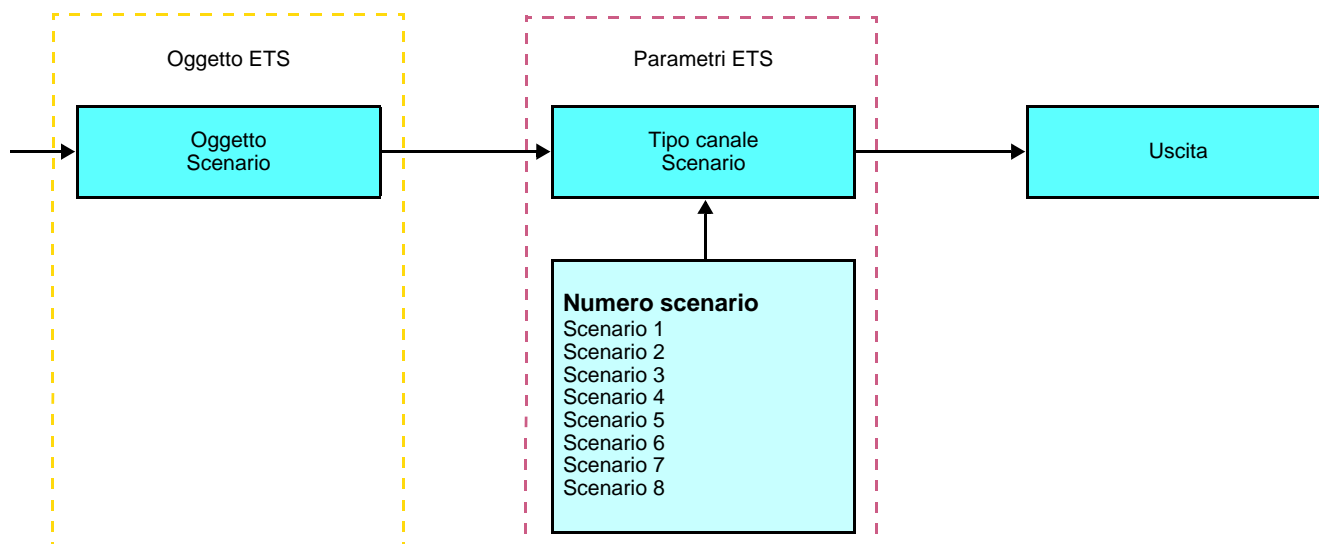 Oggetto ETS
Parametri ETS
Oggetto
Scenario
Tipo canale
Scenario
Uscita
Numero scenario
Scenario 1
Scenario 2
Scenario 3
Scenario 4
Scenario 5
Scenario 6
Scenario 7
Scenario 8